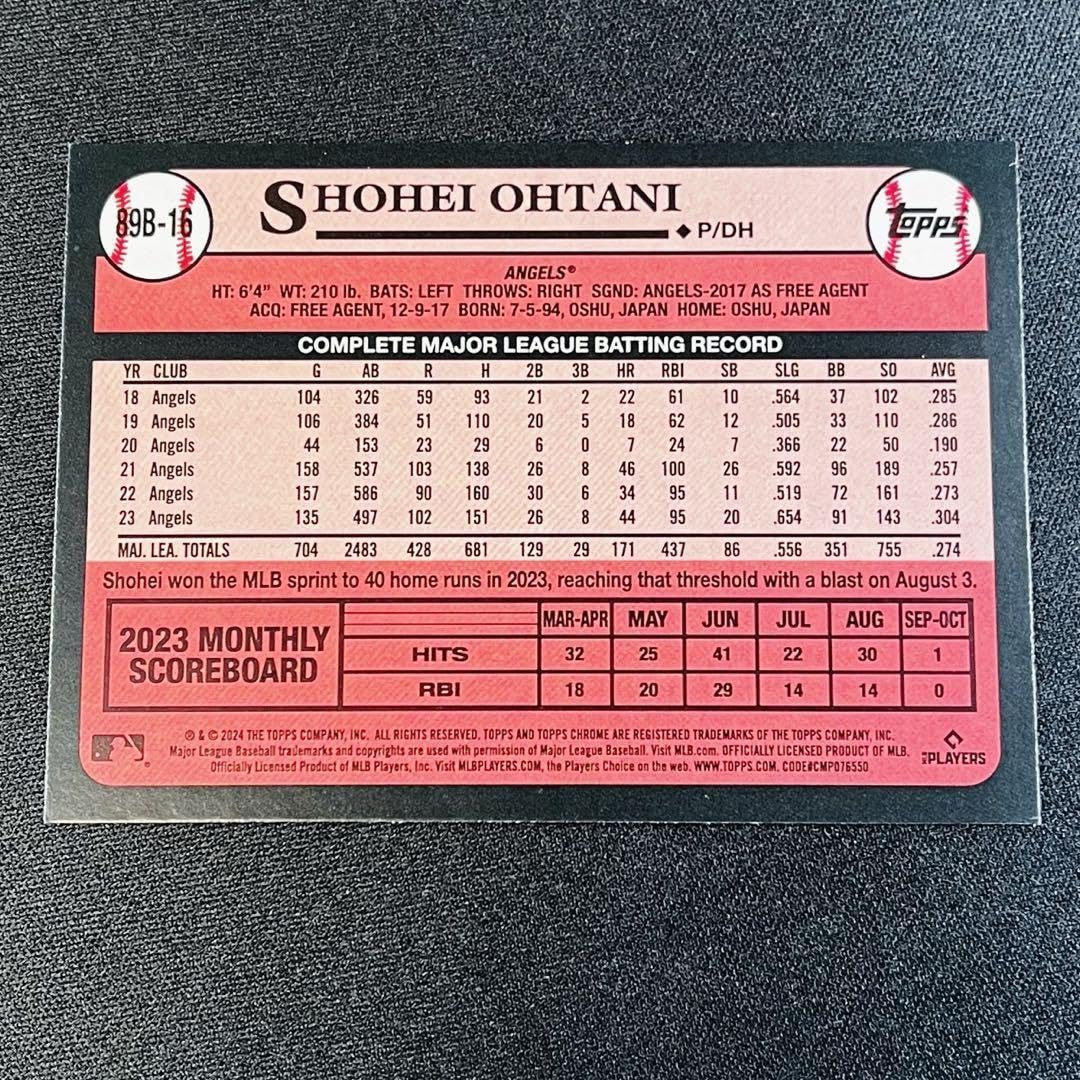 89B-16
SHOHEI OHTANI
P/DH
TOPPS
ANGELS®
HT: 6'4" WT: 210 lb. BATS: LEFT THROWS: RIGHT SGND: ANGELS-2017 AS FREE AGENT
ACQ: FREE AGENT, 12-9-17 BORN: 7-5-94, OSHU, JAPAN HOME: OSHU, JAPAN
COMPLETE MAJOR LEAGUE BATTING RECORD
YR CLUB G AB R H 2B 3B HR RBI SB SLG BB SO AVG
18 Angels 104 326 59 93 21 2 22 61 10 .564 37 102 .285
19 Angels 106 384 51 110 20 5 18 62 12 .505 33 110 .286
20 Angels 44 153 23 29 6 0 7 24 7 .366 22 50 .190
21 Angels 158 537 103 138 26 8 46 100 26 .592 96 189 .257
22 Angels 157 586 90 160 30 6 34 95 11 .519 72 161 .273
23 Angels 135 497 102 151 26 8 44 95 20 .654 91 143 .304
MAJ. LEA. TOTALS 704 2483 428 681 129 29 171 437 86 .556 351 755 .274
Shohei won the MLB sprint to 40 home runs in 2023, reaching that threshold with a blast on August 3.
2023 MONTHLY
SCOREBOARD
MAR-APR MAY JUN JUL AUG SEP-OCT
HITS 32 25 41 22 30 1
RBI 18 20 29 14 14 0
® & © 2024 THE TOPPS COMPANY, INC. ALL RIGHTS RESERVED. TOPPS AND TOPPS CHROME ARE REGISTERED TRADEMARKS OF THE TOPPS COMPANY, INC.
Major League Baseball trademarks and copyrights are used with permission of Major League Baseball. Visit MLB.com. OFFICIALLY LICENSED PRODUCT OF MLB.
Officially Licensed Product of MLB Players, Inc. Visit MLBPLAYERS.COM, the Players Choice on the web. WWW.TOPPS.COM. CODE#CMP076550
MLB PLAYERS